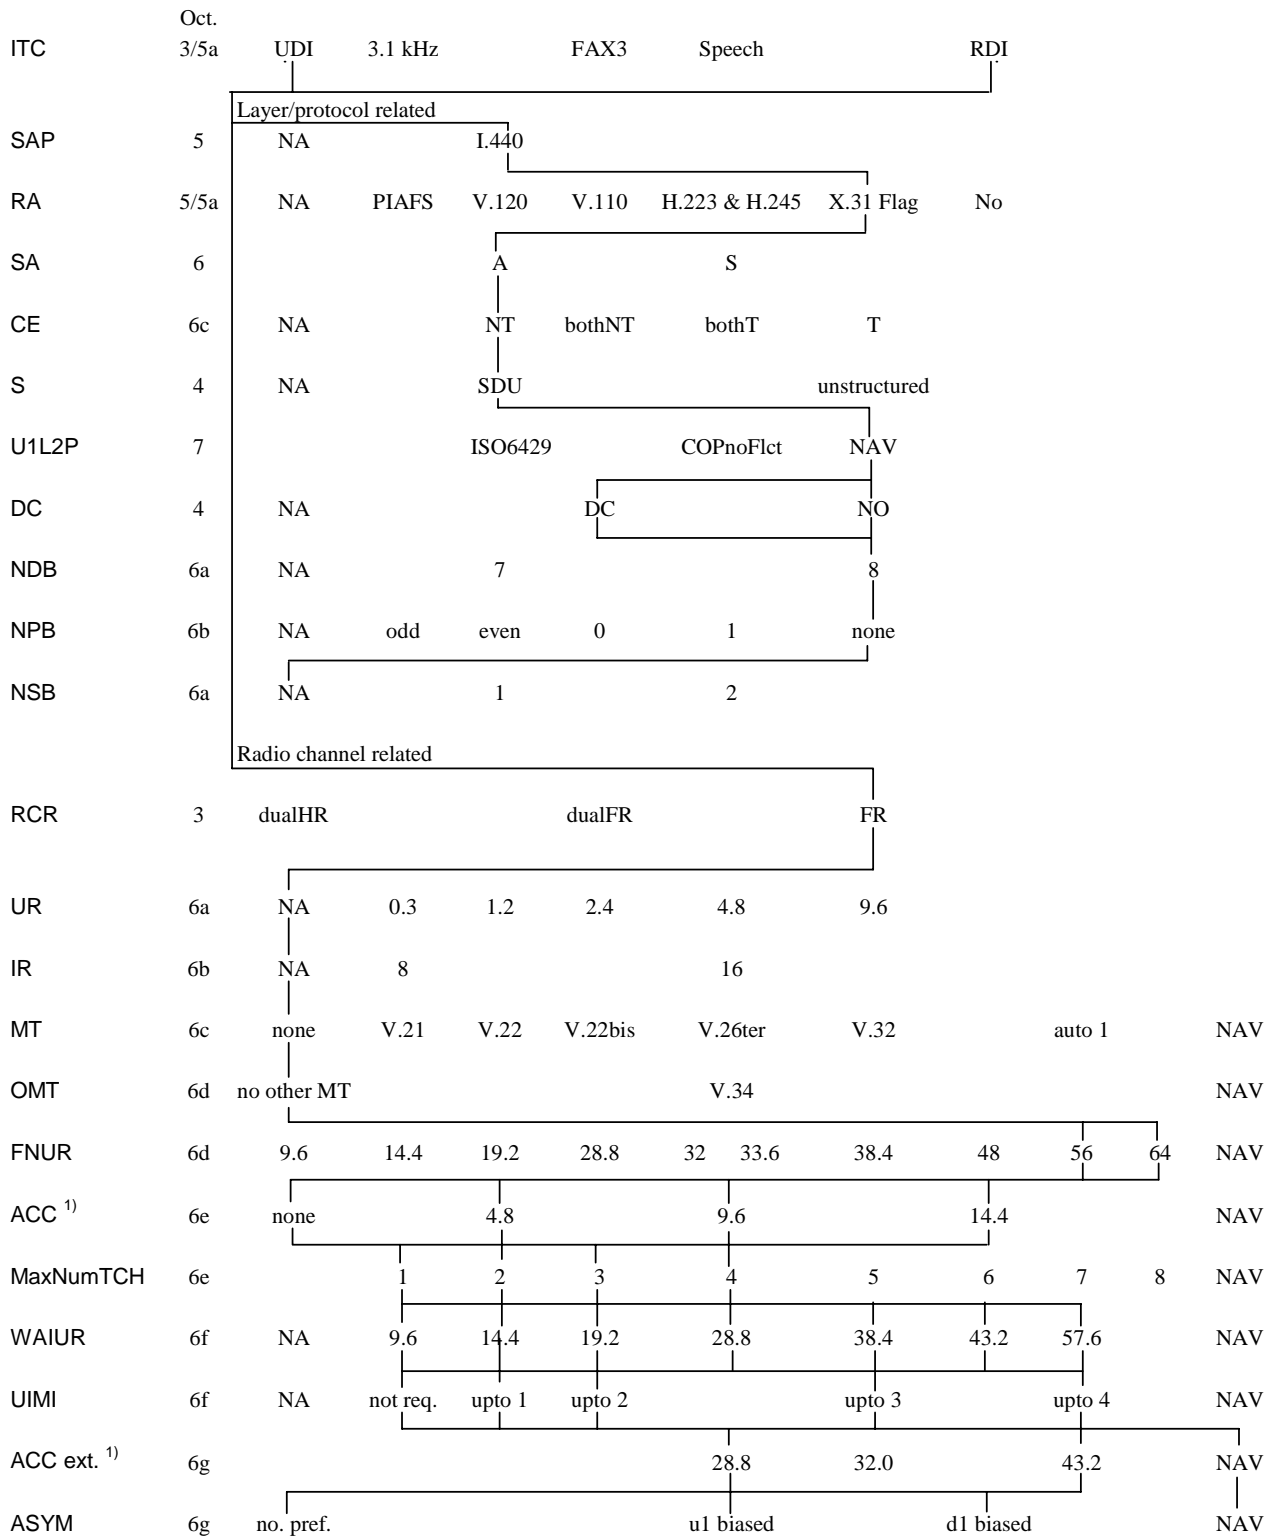 Oct.
ITC 3/5a UDI 3.1 kHz FAX3 Speech RDI
Layer/protocol related
SAP 5 NA I.440
RA 5/5a NA PIAFS V.120 V.110 H.223 & H.245 X.31 Flag No
SA 6 A S
CE 6c NA NT bothNT bothT T
S 4 NA SDU unstructured
U1L2P 7 ISO6429 COPnoFlct NAV
DC 4 NA DC NO
NDB 6a NA 7 8
NPB 6b NA odd even 0 1 none
NSB 6a NA 1 2
Radio channel related
RCR 3 dualHR dualFR FR
UR 6a NA 0.3 1.2 2.4 4.8 9.6
IR 6b NA 8 16
MT 6c none V.21 V.22 V.22bis V.26ter V.32 auto 1 NAV
OMT 6d no other MT V.34 NAV
FNUR 6d 9.6 14.4 19.2 28.8 32 33.6 38.4 48 56 64 NAV
ACC 1) 6e none 4.8 9.6 14.4 NAV
MaxNumTCH 6e 1 2 3 4 5 6 7 8 NAV
WAIUR 6f NA 9.6 14.4 19.2 28.8 38.4 43.2 57.6 NAV
UIMI 6f NA not req. upto 1 upto 2 upto 3 upto 4 NAV
ACC ext. 1) 6g 28.8 32.0 43.2 NAV
ASYM 6g no. pref. u1 biased d1 biased NAV